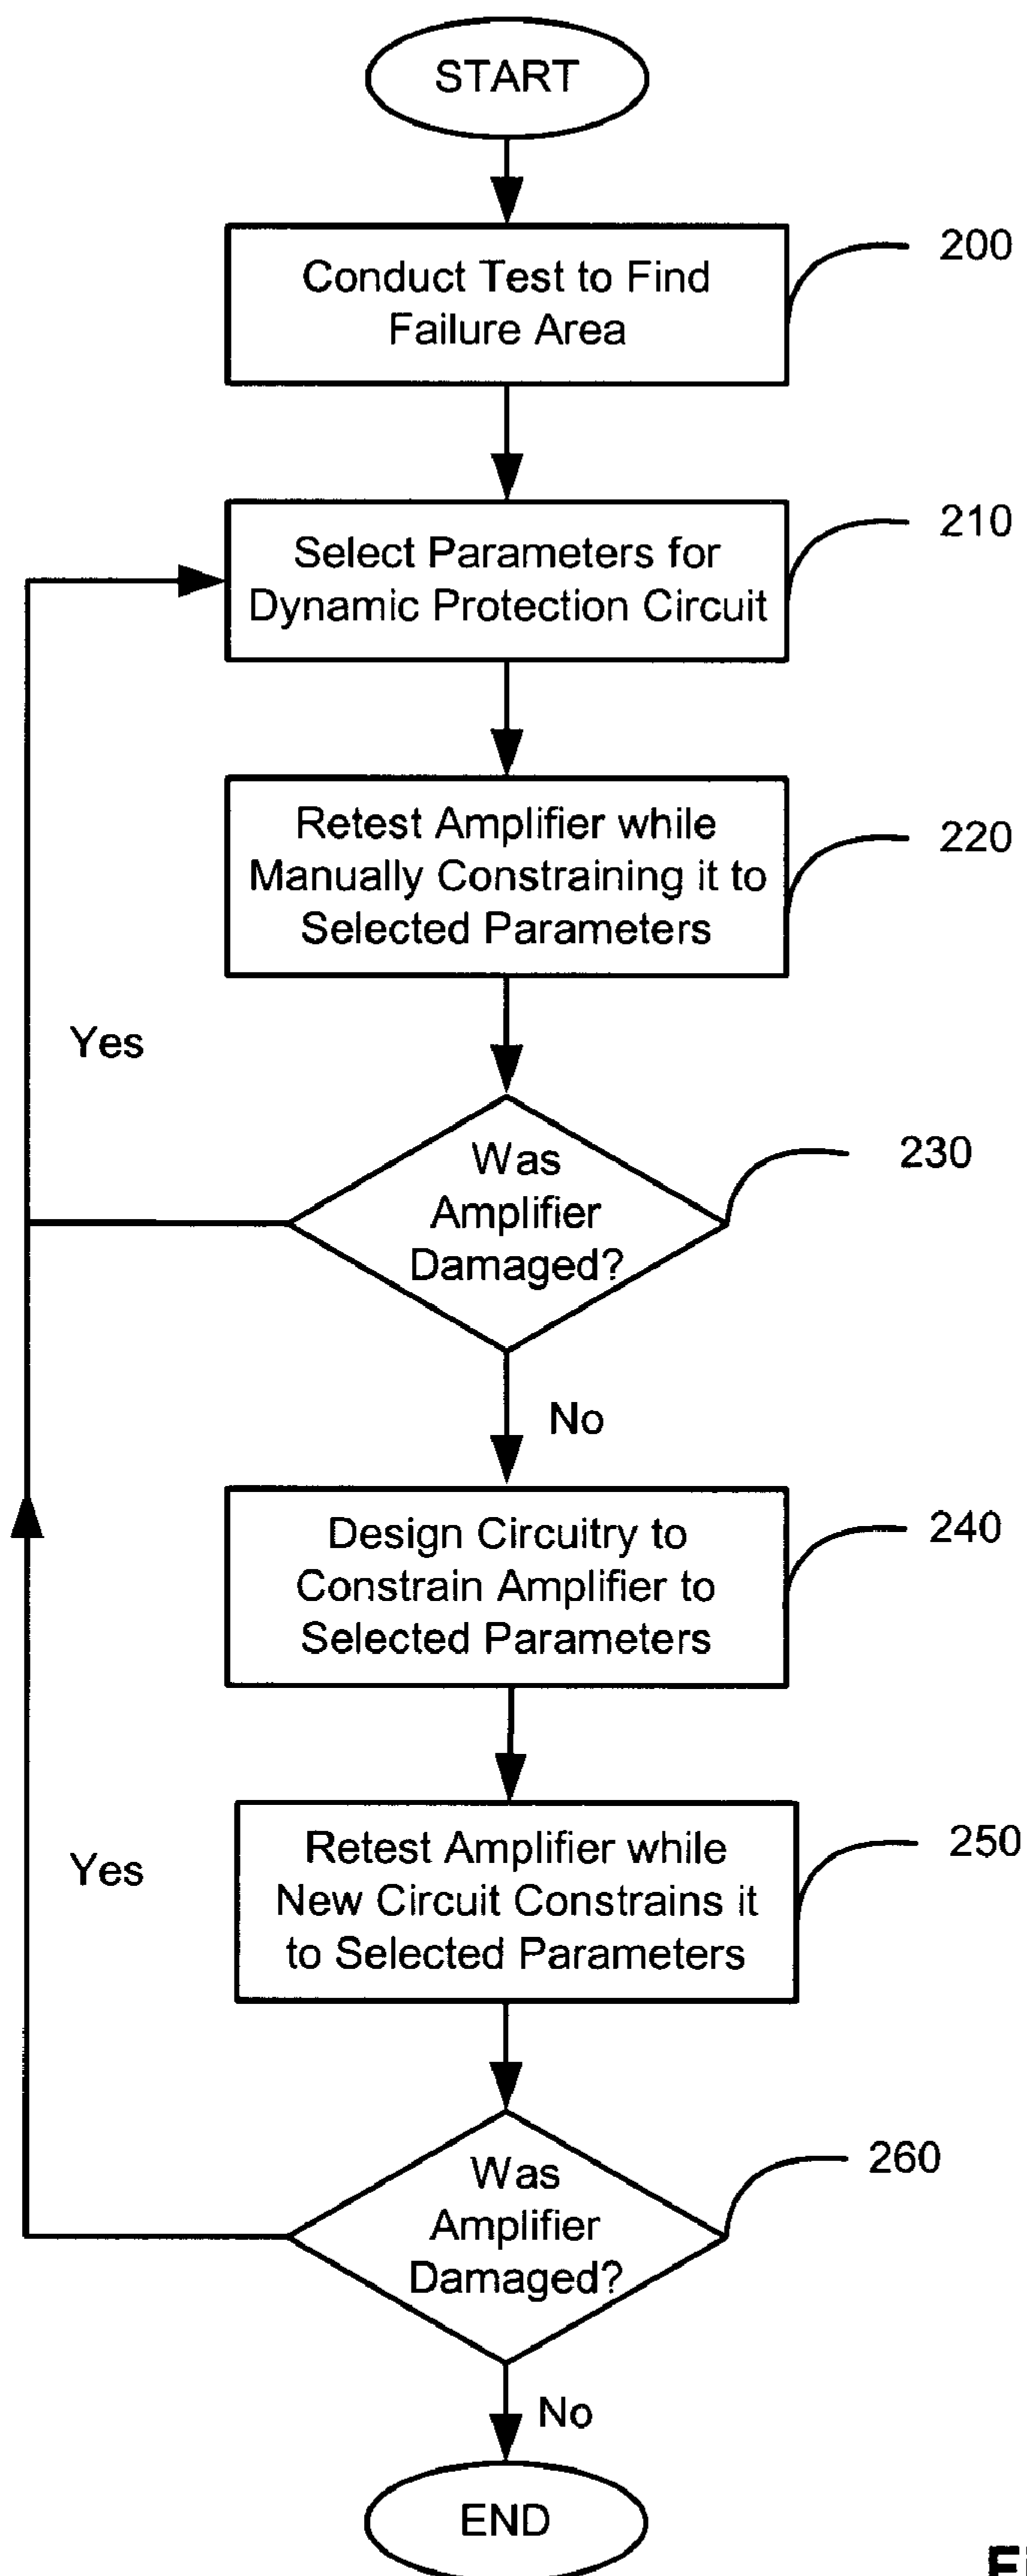 START
Conduct Test to Find
Failure Area
200
Select Parameters for
Dynamic Protection Circuit
210
Retest Amplifier while
Manually Constraining it to
Selected Parameters
220
Yes
Was
Amplifier
Damaged?
230
No
Design Circuitry to
Constrain Amplifier to
Selected Parameters
240
Retest Amplifier while
New Circuit Constrains it
to Selected Parameters
250
Yes
Was
Amplifier
Damaged?
260
No
END